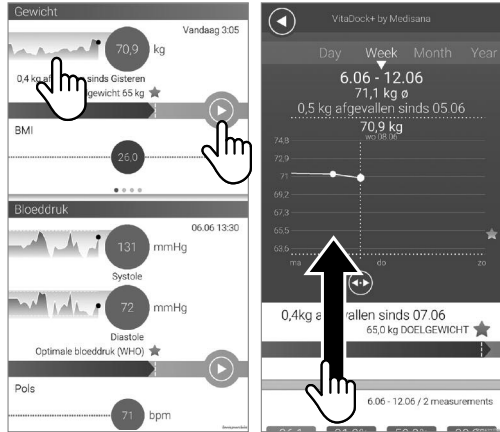 Gewicht
Vandaag 3:05
70,9 kg
0,4 kg af sinds Gisteren
gewicht 65 kg
BMI
26,0
Bloeddruk
06.06 13:30
131 mmHg
Systole
72 mmHg
Diastole
Optimale bloeddruk (WHO)
Pols
71 bpm
VitaDock+ by Medisana
Day Week Month Year
6.06 - 12.06
71,1 kg ø
0,5 kg afgevallen sinds 05.06
70,9 kg
wo 08.06
74,8
72,9
71
69,2
67,3
65,5
63,6
ma do zo
0,4kg a vallen sinds 07.06
65,0 kg DOELGEWICHT
6.06 - 12.06 / 2 measurements